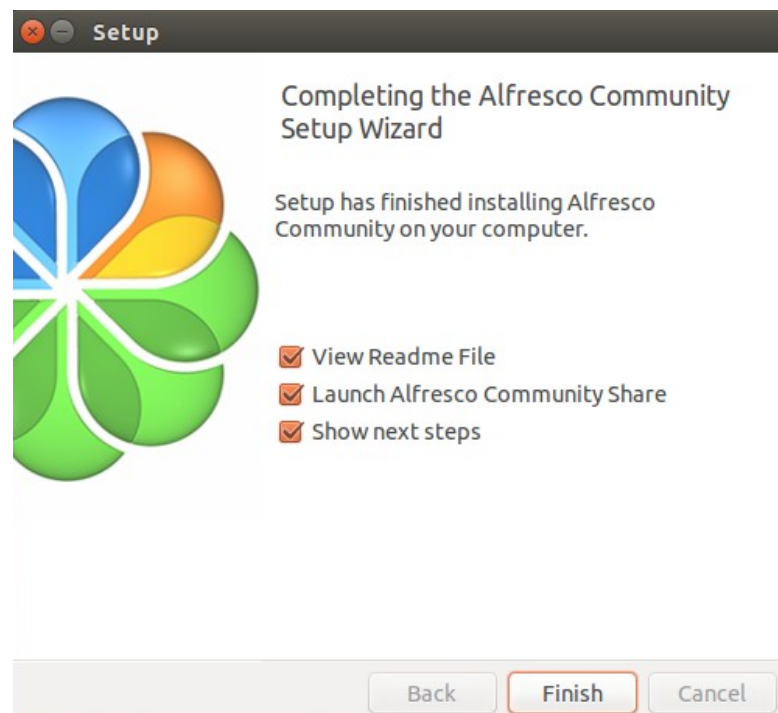 Setup
Completing the Alfresco Community
Setup Wizard
Setup has finished installing Alfresco
Community on your computer.
View Readme File
Launch Alfresco Community Share
Show next steps
Back
Finish
Cancel